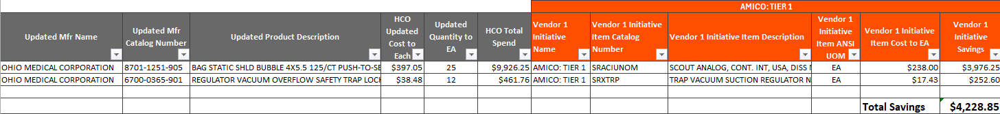 AMICO: TIER 1
Updated Mfr Name
Updated Mfr
Catalog Number
Updated Product Description
HCO
Updated
Cost to
Each
Updated
Quantity to
EA
HCO Total
Spend
Vendor 1
Initiative
Name
Vendor 1 Initiative
Item Catalog
Number
Vendor 1 Initiative Item Description
Vendor 1
Initiative
Item ANSI
UOM
Vendor 1 Initiative
Item Cost to EA
Vendor 1
Initiative
Savings
OHIO MEDICAL CORPORATION 8701-1251-905 BAG STATIC SHLD BUBBLE 4X5.5 125/CT PUSH-TO-SE $397.05 25 $9,926.25 AMICO: TIER 1 SRACIUNOM SCOUT ANALOG, CONT. INT, USA, DISS EA $238.00 $3,976.25
OHIO MEDICAL CORPORATION 6700-0365-901 REGULATOR VACUUM OVERFLOW SAFETY TRAP LOCK $38.48 12 $461.76 AMICO: TIER 1 SRXTRP TRAP VACUUM SUCTION REGULATOR N EA $17.43 $252.60
Total Savings $4,228.85